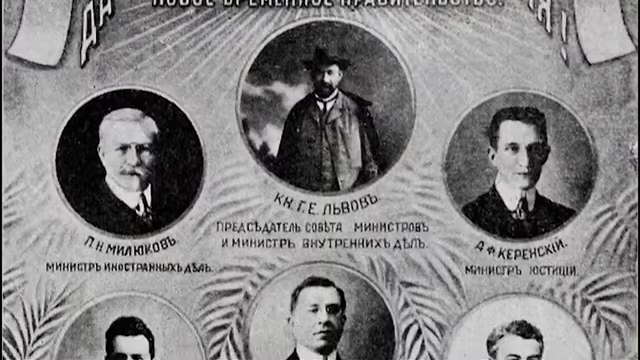 ДА
НОВОЕ ВРЕМЕННОЕ ПРАВИТЕЛЬСТВО.
!
П.Н. МИЛЮКОВЪ.
МИНИСТРЪ ИНОСТРАННЫХЪ ДѢЛЪ.
КН. Г. Е. ЛЬВОВЪ
ПРЕДСѢДАТЕЛЬ СОВѢТА МИНИСТРОВЪ
И МИНИСТРЪ ВНУТРЕННИХЪ ДѢЛЪ.
А. Ф. КЕРЕНСКІЙ.
МИНИСТРЪ ЮСТИЦІИ.